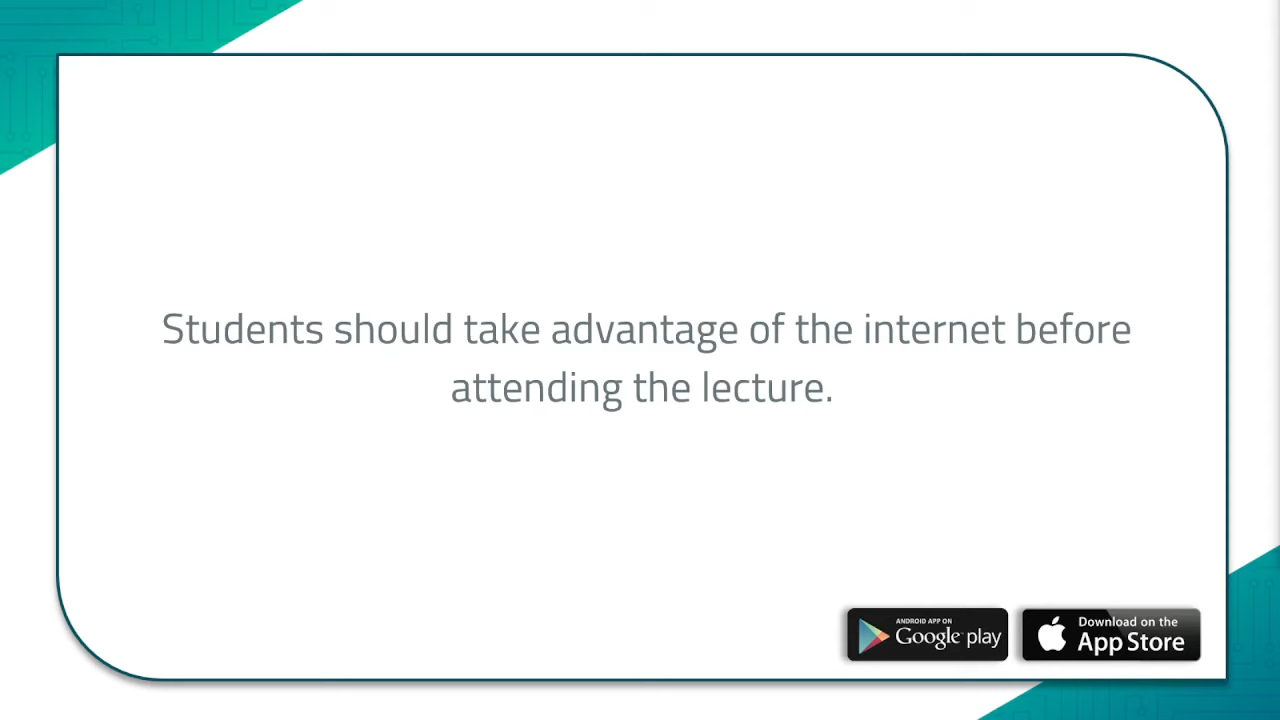 Students should take advantage of the internet before
attending the lecture.
ANDROID APP ON
Google play
Download on the
App Store